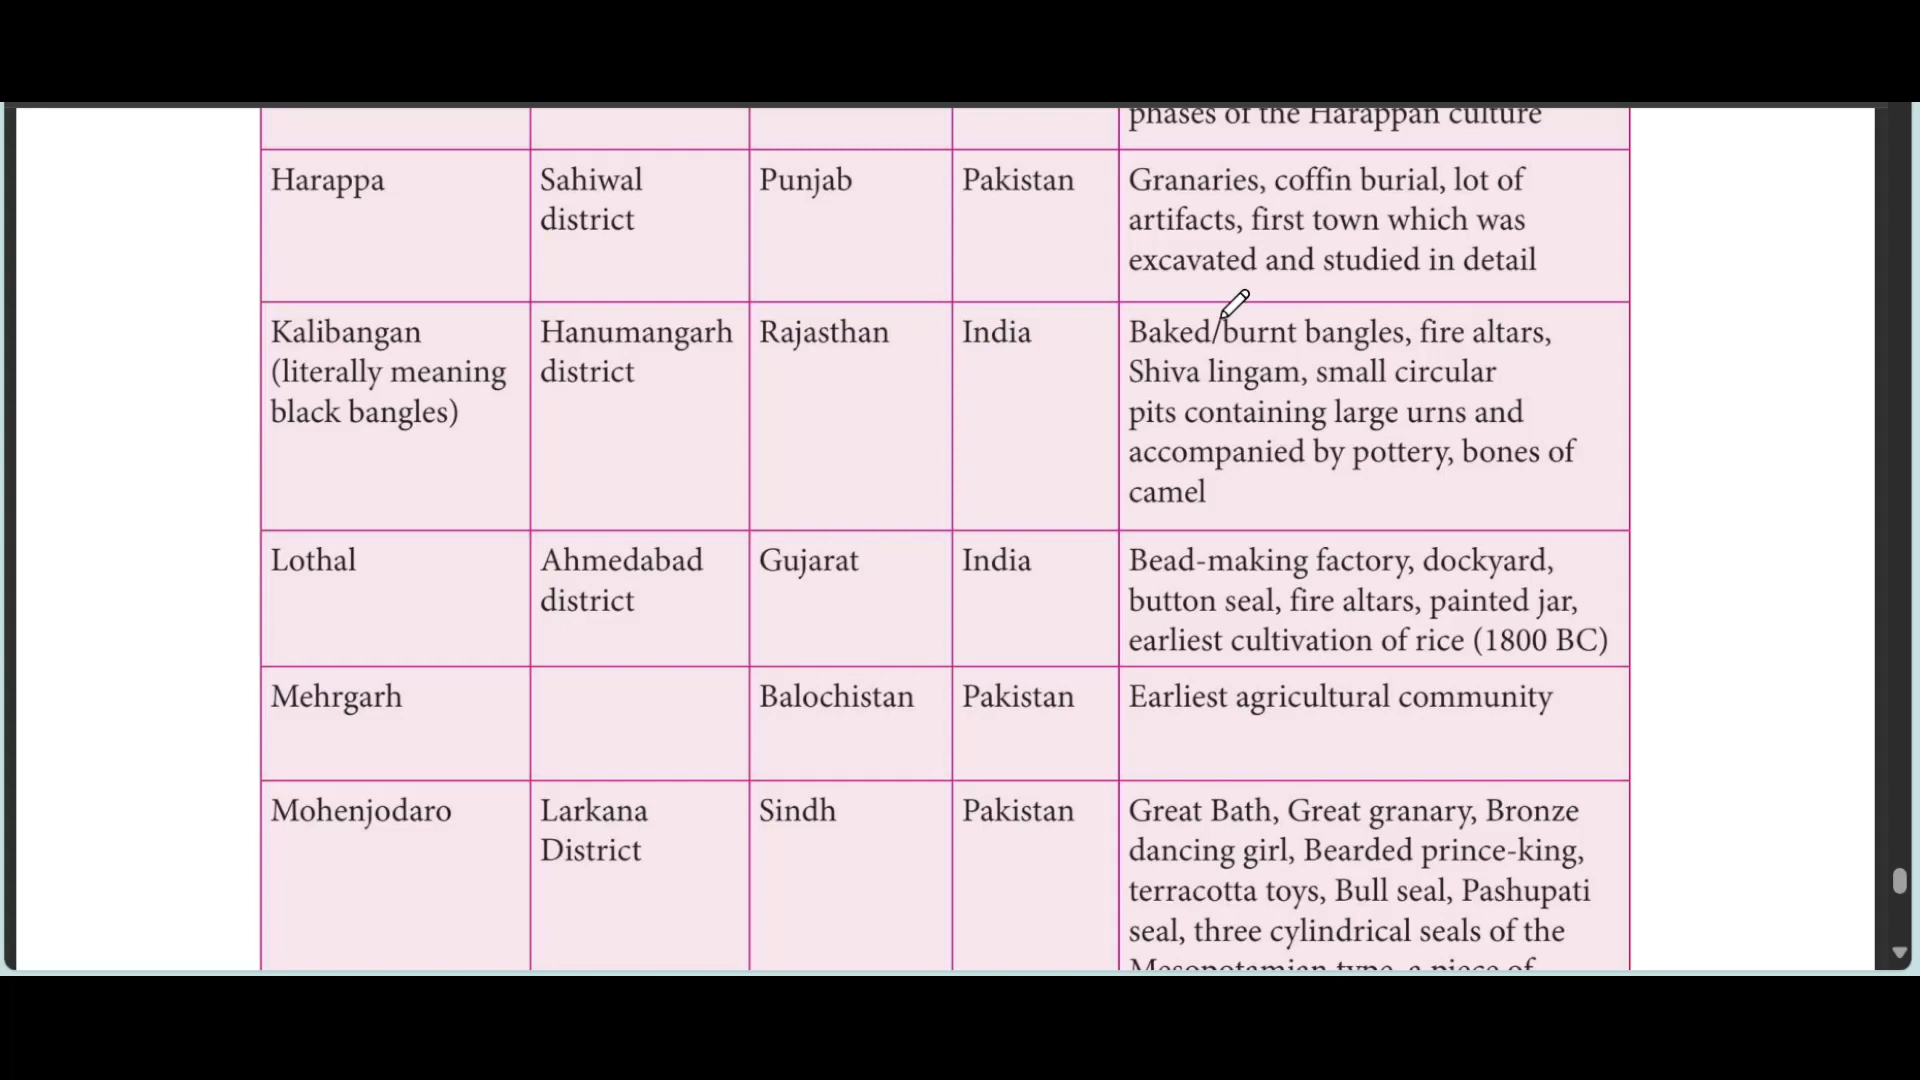 phases of the Harappan culture
Harappa
Sahiwal
district
Punjab
Pakistan
Granaries, coffin burial, lot of
artifacts, first town which was
excavated and studied in detail
Kalibangan
(literally meaning
black bangles)
Hanumangarh
district
Rajasthan
India
Baked/burnt bangles, fire altars,
Shiva lingam, small circular
pits containing large urns and
accompanied by pottery, bones of
camel
Lothal
Ahmedabad
district
Gujarat
India
Bead-making factory, dockyard,
button seal, fire altars, painted jar,
earliest cultivation of rice (1800 BC)
Mehrgarh
Balochistan
Pakistan
Earliest agricultural community
Mohenjodaro
Larkana
District
Sindh
Pakistan
Great Bath, Great granary, Bronze
dancing girl, Bearded prince-king,
terracotta toys, Bull seal, Pashupati
seal, three cylindrical seals of the
Mesopotamian type, a piece of